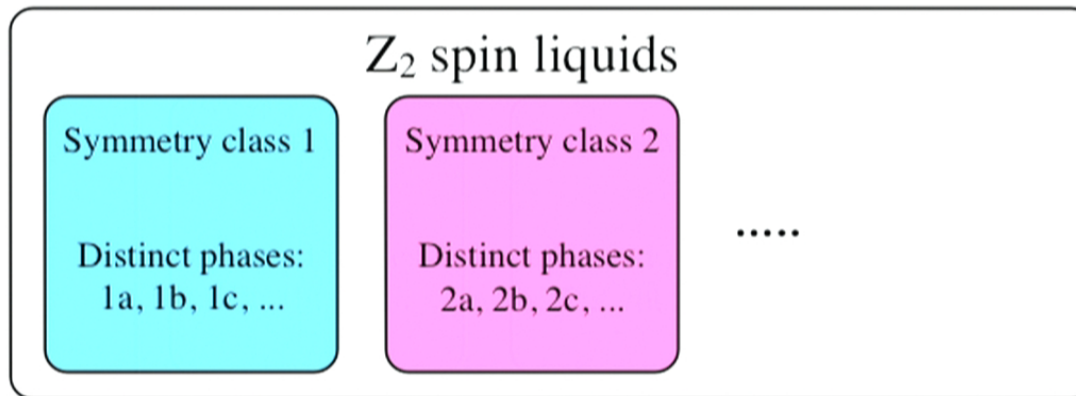 Z₂ spin liquids
Symmetry class 1
Distinct phases:
1a, 1b, 1c, ...
Symmetry class 2
Distinct phases:
2a, 2b, 2c, ...
.....